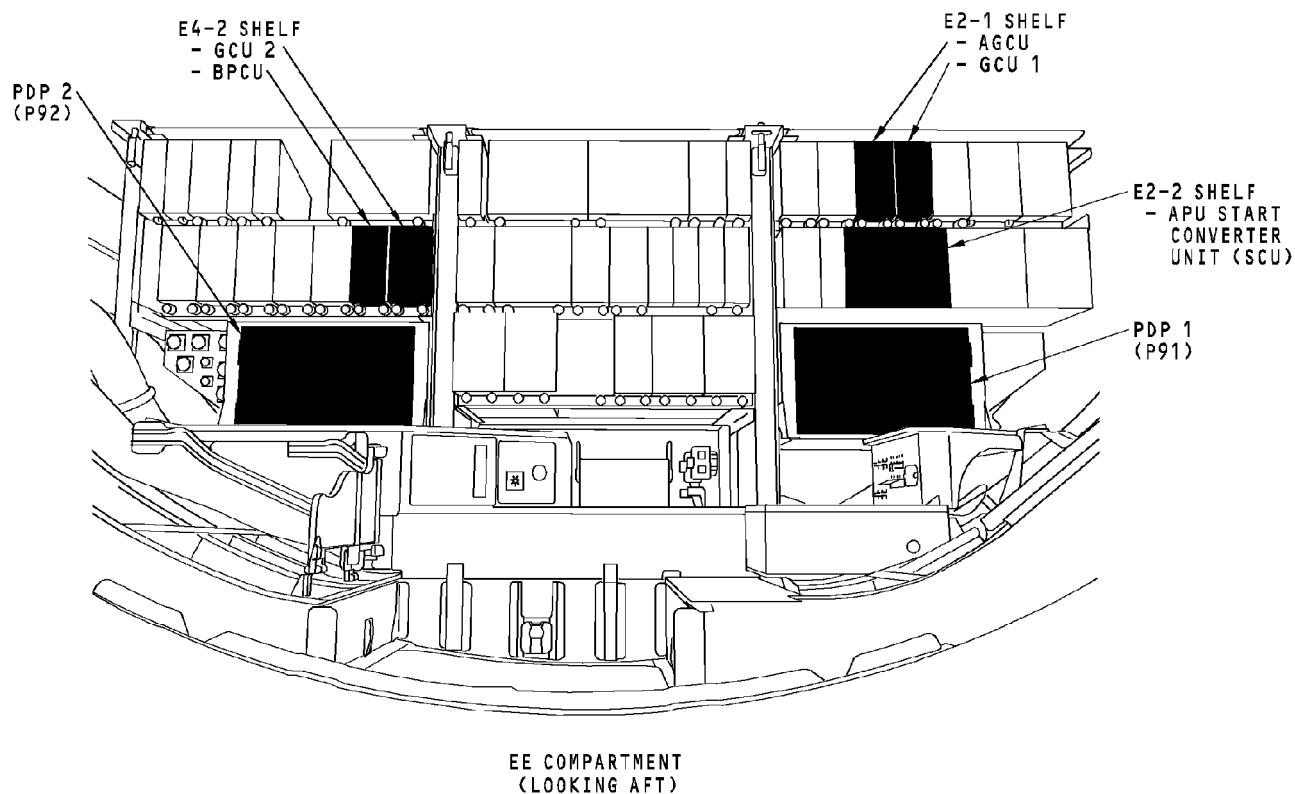 E4-2 SHELF
- GCU 2
- BPCU
PDP 2
(P92)
E2-1 SHELF
- AGCU
- GCU 1
E2-2 SHELF
- APU START
CONVERTER
UNIT (SCU)
PDP 1
(P91)
EE COMPARTMENT
(LOOKING AFT)